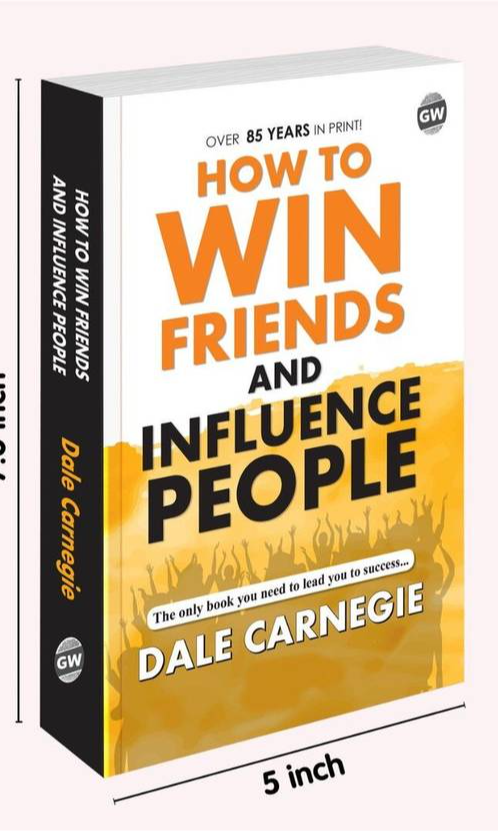 GW
OVER 85 YEARS IN PRINT!
HOW TO
WIN
FRIENDS
AND
INFLUENCE
PEOPLE
The only book you need to lead you to success...
DALE CARNEGIE
HOW TO WIN FRIENDS
AND INFLUENCE PEOPLE
Dale Carnegie
GW
inch
5 inch